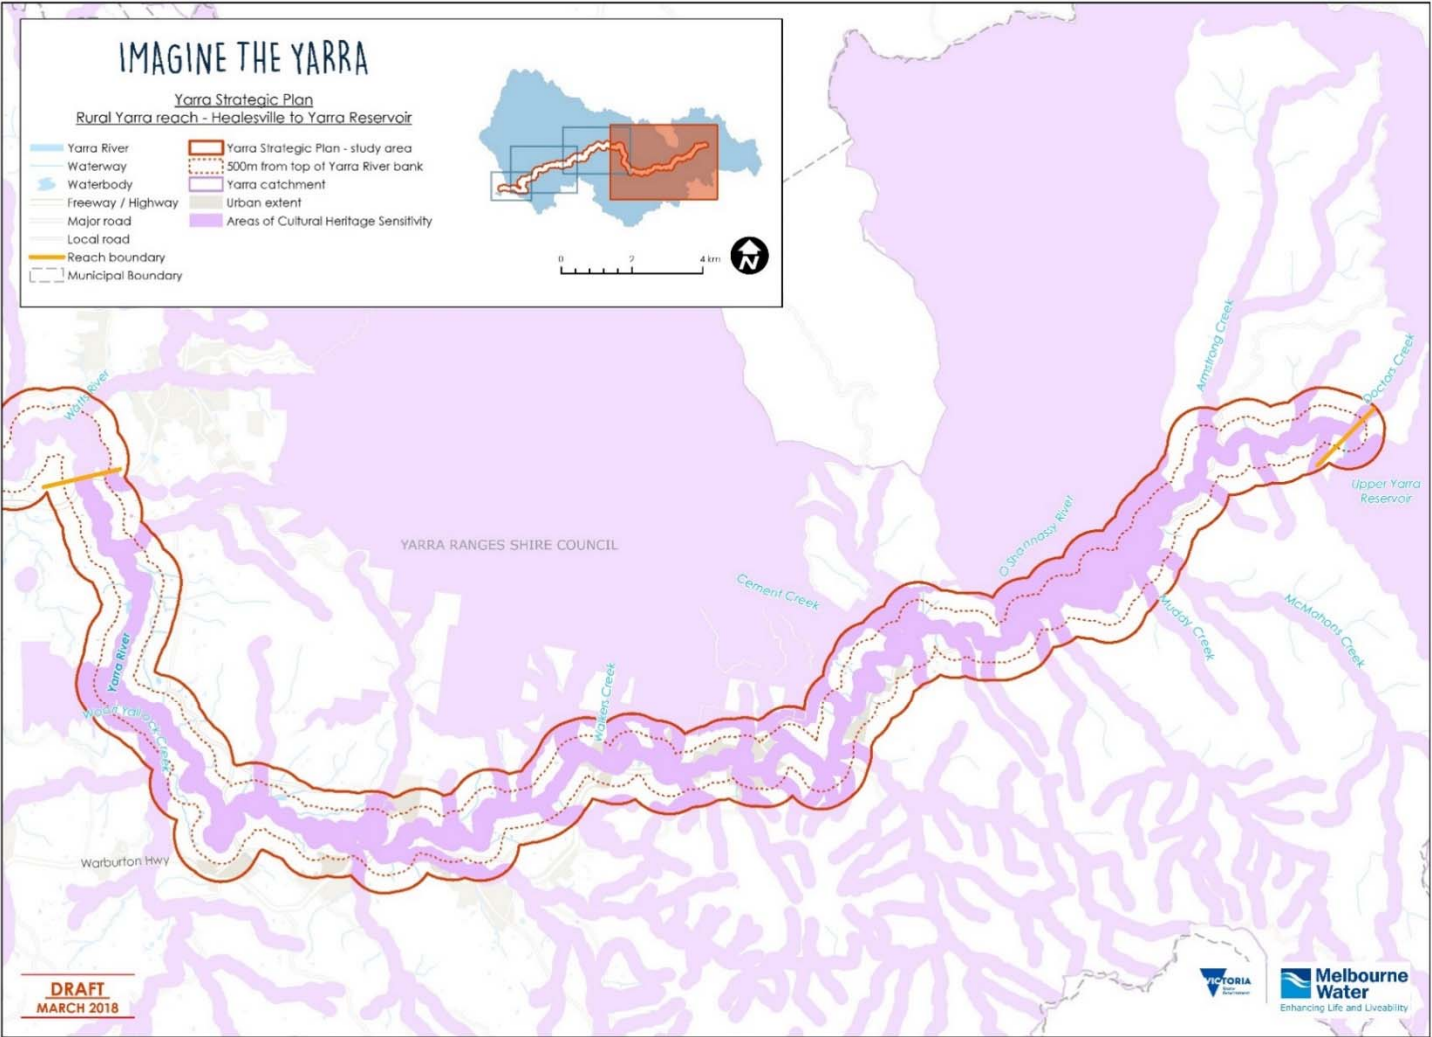 IMAGINE THE YARRA
Yarra Strategic Plan
Rural Yarra reach - Healesville to Yarra Reservoir
Yarra River
Waterway
Waterbody
Freeway / Highway
Major road
Local road
Reach boundary
Municipal Boundary
Yarra Strategic Plan - study area
500m from top of Yarra River bank
Yarra catchment
Urban extent
Areas of Cultural Heritage Sensitivity
0 2 4 km
N
Watts River
Armstrong Creek
Doctors Creek
Upper Yarra
Reservoir
YARRA RANGES SHIRE COUNCIL
O'Shannassy River
Cement Creek
Muddy Creek
McMahons Creek
Yarra River
Walkers Creek
Woori Yallock Creek
Warburton Hwy
DRAFT
MARCH 2018
VICTORIA
State
Government
Melbourne
Water
Enhancing Life and Liveability